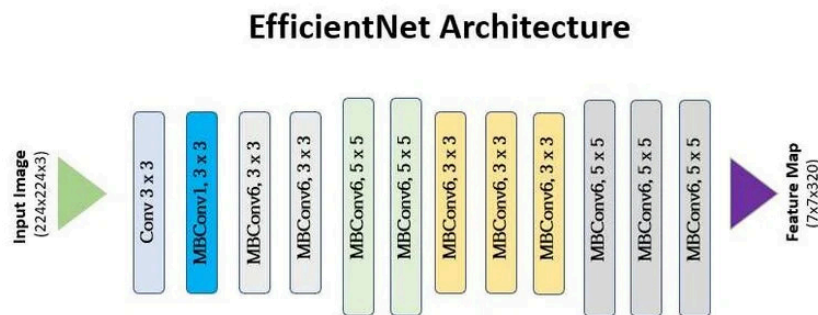 EfficientNet Architecture
Input Image
(224x224x3)
Conv 3 x 3
MBConv1, 3 x 3
MBConv6, 3 x 3
MBConv6, 3 x 3
MBConv6, 5 x 5
MBConv6, 5 x 5
MBConv6, 3 x 3
MBConv6, 3 x 3
MBConv6, 3 x 3
MBConv6, 5 x 5
MBConv6, 5 x 5
MBConv6, 5 x 5
Feature Map
(7x7x320)